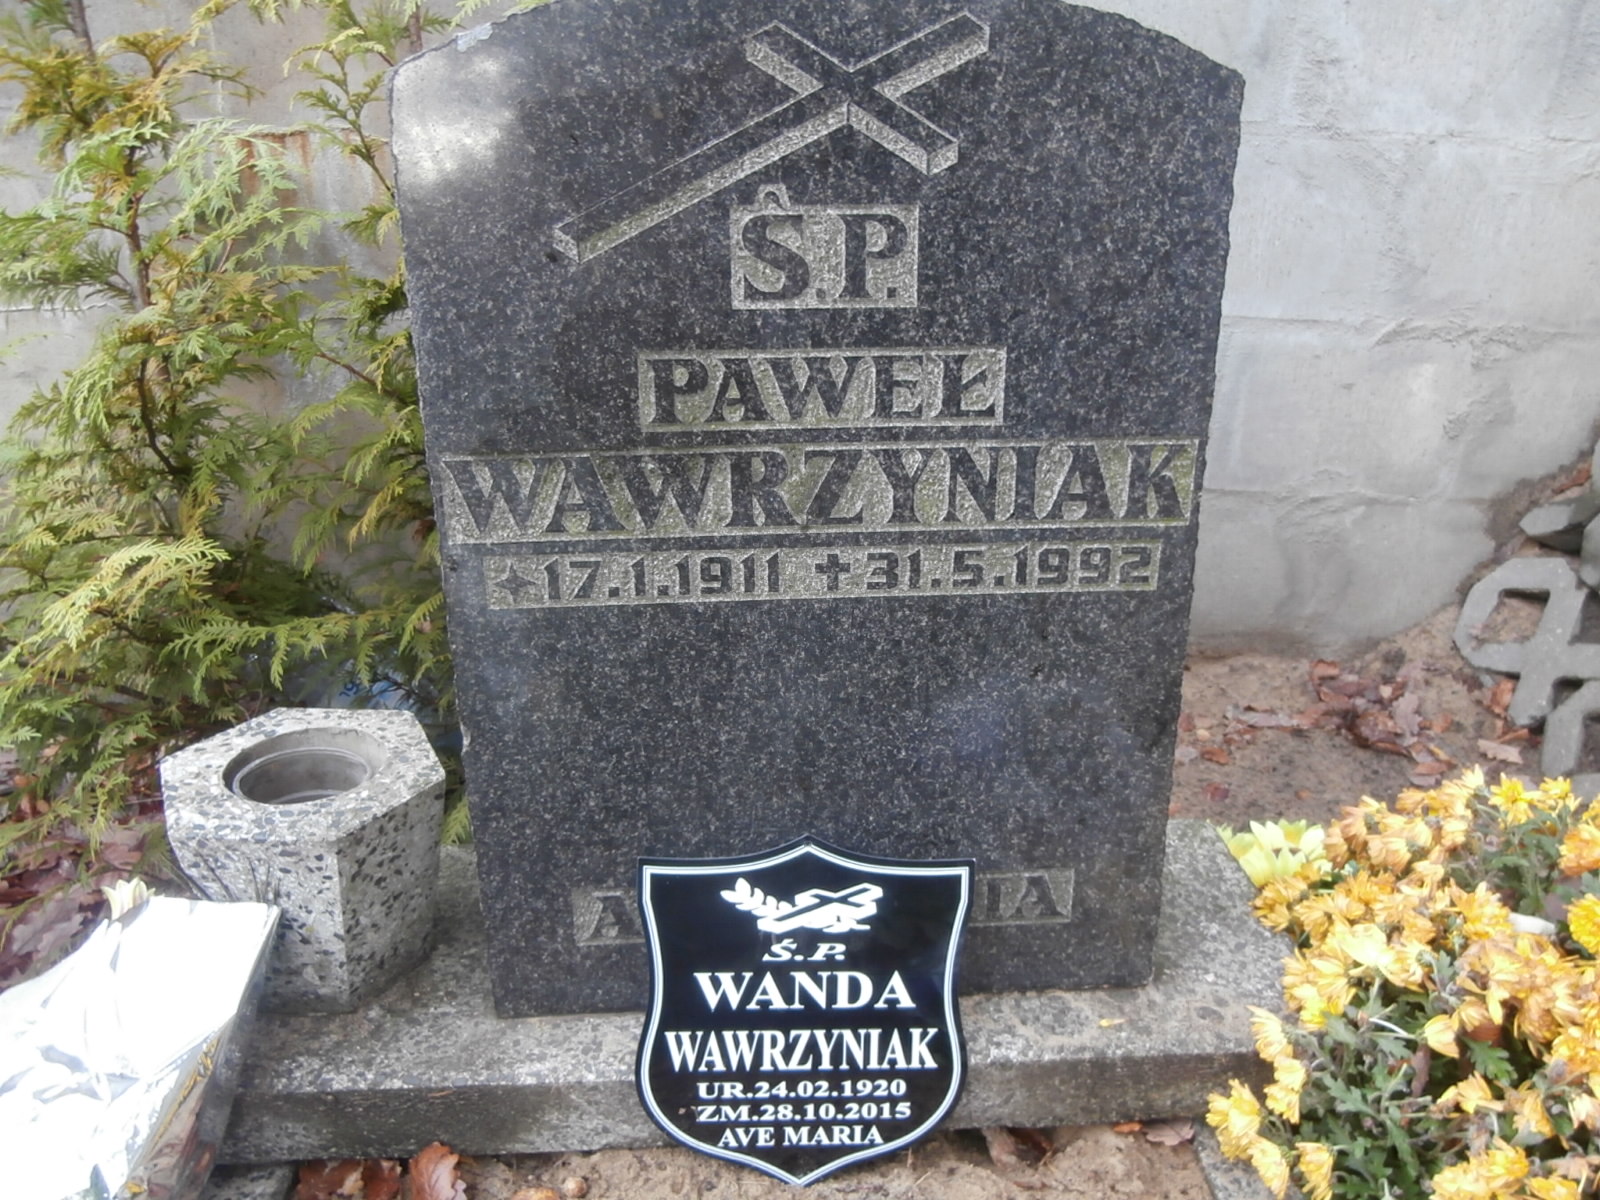 Ś.P.
PAWEŁ
WAWRZYNIAK
17.1.1911 31.5.1992
Ś.P.
WANDA
WAWRZYNIAK
UR.24.02.1920
ZM.28.10.2015
AVE MARIA